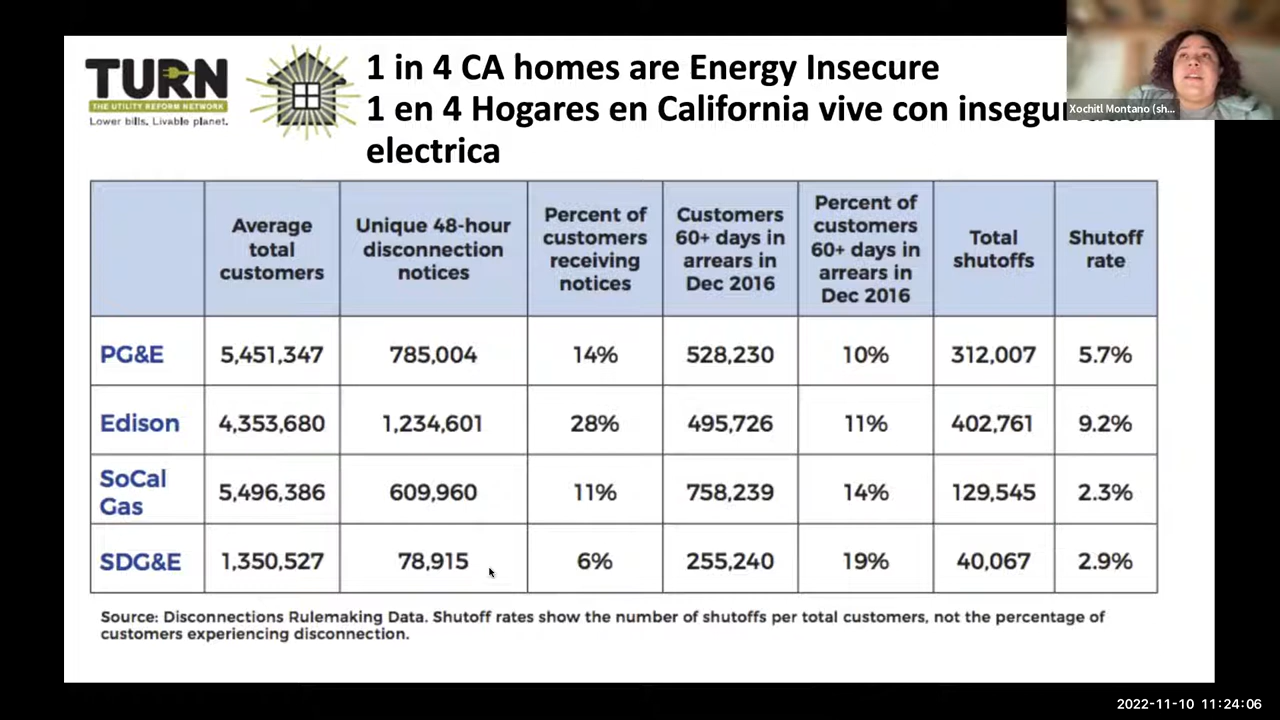 TURN
THE UTILITY REFORM NETWORK
Lower bills. Livable planet.
1 in 4 CA homes are Energy Insecure
1 en 4 Hogares en California vive con
electrica
Xochitl Montano (sh...
Average total customers
Unique 48-hour disconnection notices
Percent of customers receiving notices
Customers 60+ days in arrears in Dec 2016
Percent of customers 60+ days in arrears in Dec 2016
Total shutoffs
Shutoff rate
PG&E 5,451,347 785,004 14% 528,230 10% 312,007 5.7%
Edison 4,353,680 1,234,601 28% 495,726 11% 402,761 9.2%
SoCal Gas 5,496,386 609,960 11% 758,239 14% 129,545 2.3%
SDG&E 1,350,527 78,915 6% 255,240 19% 40,067 2.9%
Source: Disconnections Rulemaking Data. Shutoff rates show the number of shutoffs per total customers, not the percentage of
customers experiencing disconnection.
2022-11-10 11:24:06